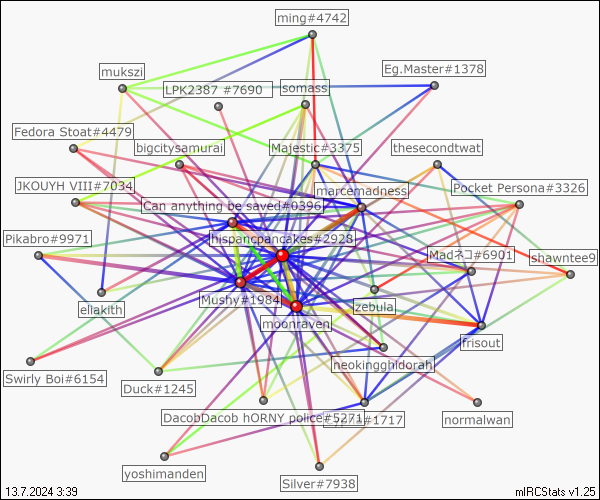 ming#4742
mukszi
Eg.Master#1378
LPK2387 #7690
somass
Fedora Stoat#4479
bigcitysamurai
Majestic#3375
thesecondtwat
JKOUYH VIII#7034
marcemadness
Pocket Persona#3326
Can anything be saved#0396
Pikabro#9971
hispancpancakes#2928
Madネコ#6901
shawntee9
ellakith
Mushy#1984
zebula
moonraven
frisout
Swirly Boi#6154
neokingghidorah
Duck#1245
DacobDacob hORNY police#5271
#1717
normalwan
yoshimanden
Silver#7938
13.7.2024 3:39
mIRCStats v1.25